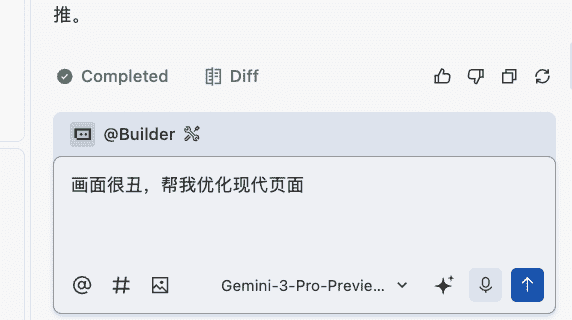 推。
Completed
Diff
@Builder
画面很丑，帮我优化现代页面
Gemini-3-Pro-Previe...